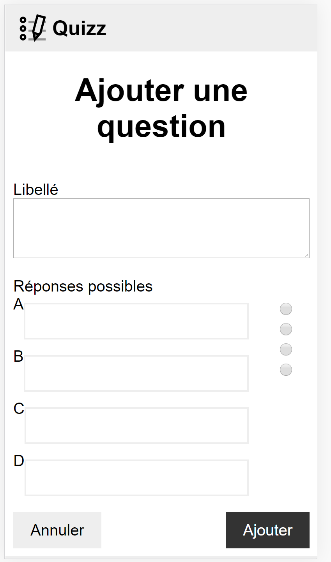 Quizz
Ajouter une
question
Libellé
Réponses possibles
A
B
C
D
Annuler
Ajouter